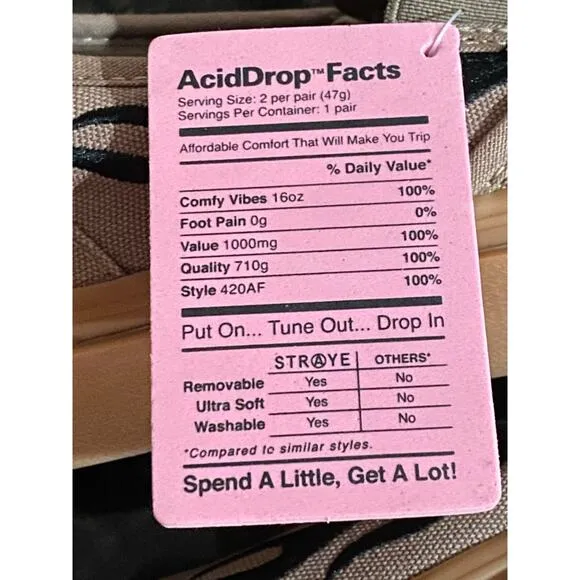 AcidDrop™ Facts
Serving Size: 2 per pair (47g)
Servings Per Container: 1 pair
Affordable Comfort That Will Make You Trip
% Daily Value*
Comfy Vibes 16oz 100%
Foot Pain 0g 0%
Value 1000mg 100%
Quality 710g 100%
Style 420AF 100%
Put On... Tune Out... Drop In
STRⒶYE OTHERS*
Removable Yes No
Ultra Soft Yes No
Washable Yes No
*Compared to similar styles.
Spend A Little, Get A Lot!